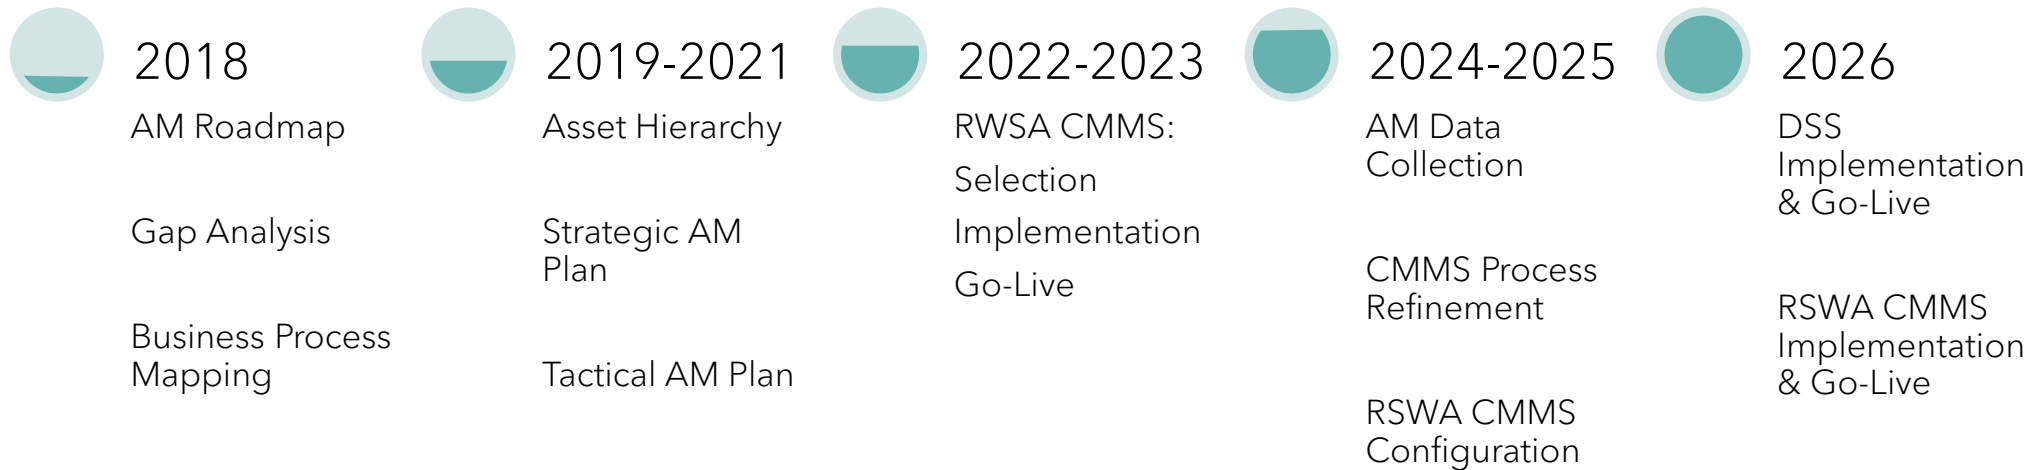 2018
AM Roadmap
Gap Analysis
Business Process
Mapping
2019-2021
Asset Hierarchy
Strategic AM
Plan
Tactical AM Plan
2022-2023
RWSA CMMS:
Selection
Implementation
Go-Live
2024-2025
AM Data
Collection
CMMS Process
Refinement
RSWA CMMS
Configuration
2026
DSS
Implementation
& Go-Live
RSWA CMMS
Implementation
& Go-Live